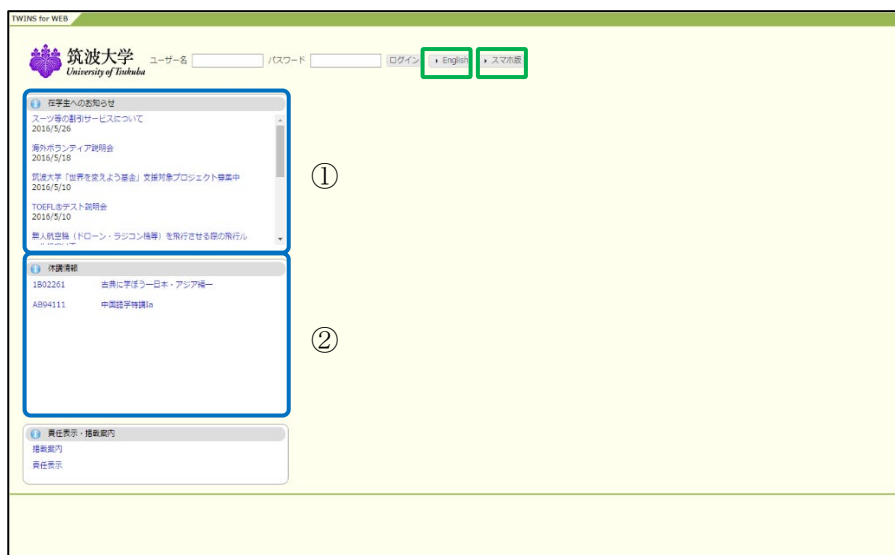 TWINS for WEB
筑波大学
University of Tsukuba
ユーザー名 パスワード ログイン English スマホ版
在学生へのお知らせ
スーツ等の割引サービスについて
2016/5/26
海外ボランティア説明会
2016/5/18
筑波大学「世界を変えよう基金」支援対象プロジェクト募集中
2016/5/10
TOEFL®テスト説明会
2016/5/10
無人航空機(ドローン・ラジコン機等)を飛行させる際の飛行ル
①
休講情報
1B02261 古典に学ぼうー日本・アジア編ー
AB94111 中国語学特講Ia
②
責任表示・掲載案内
掲載案内
責任表示